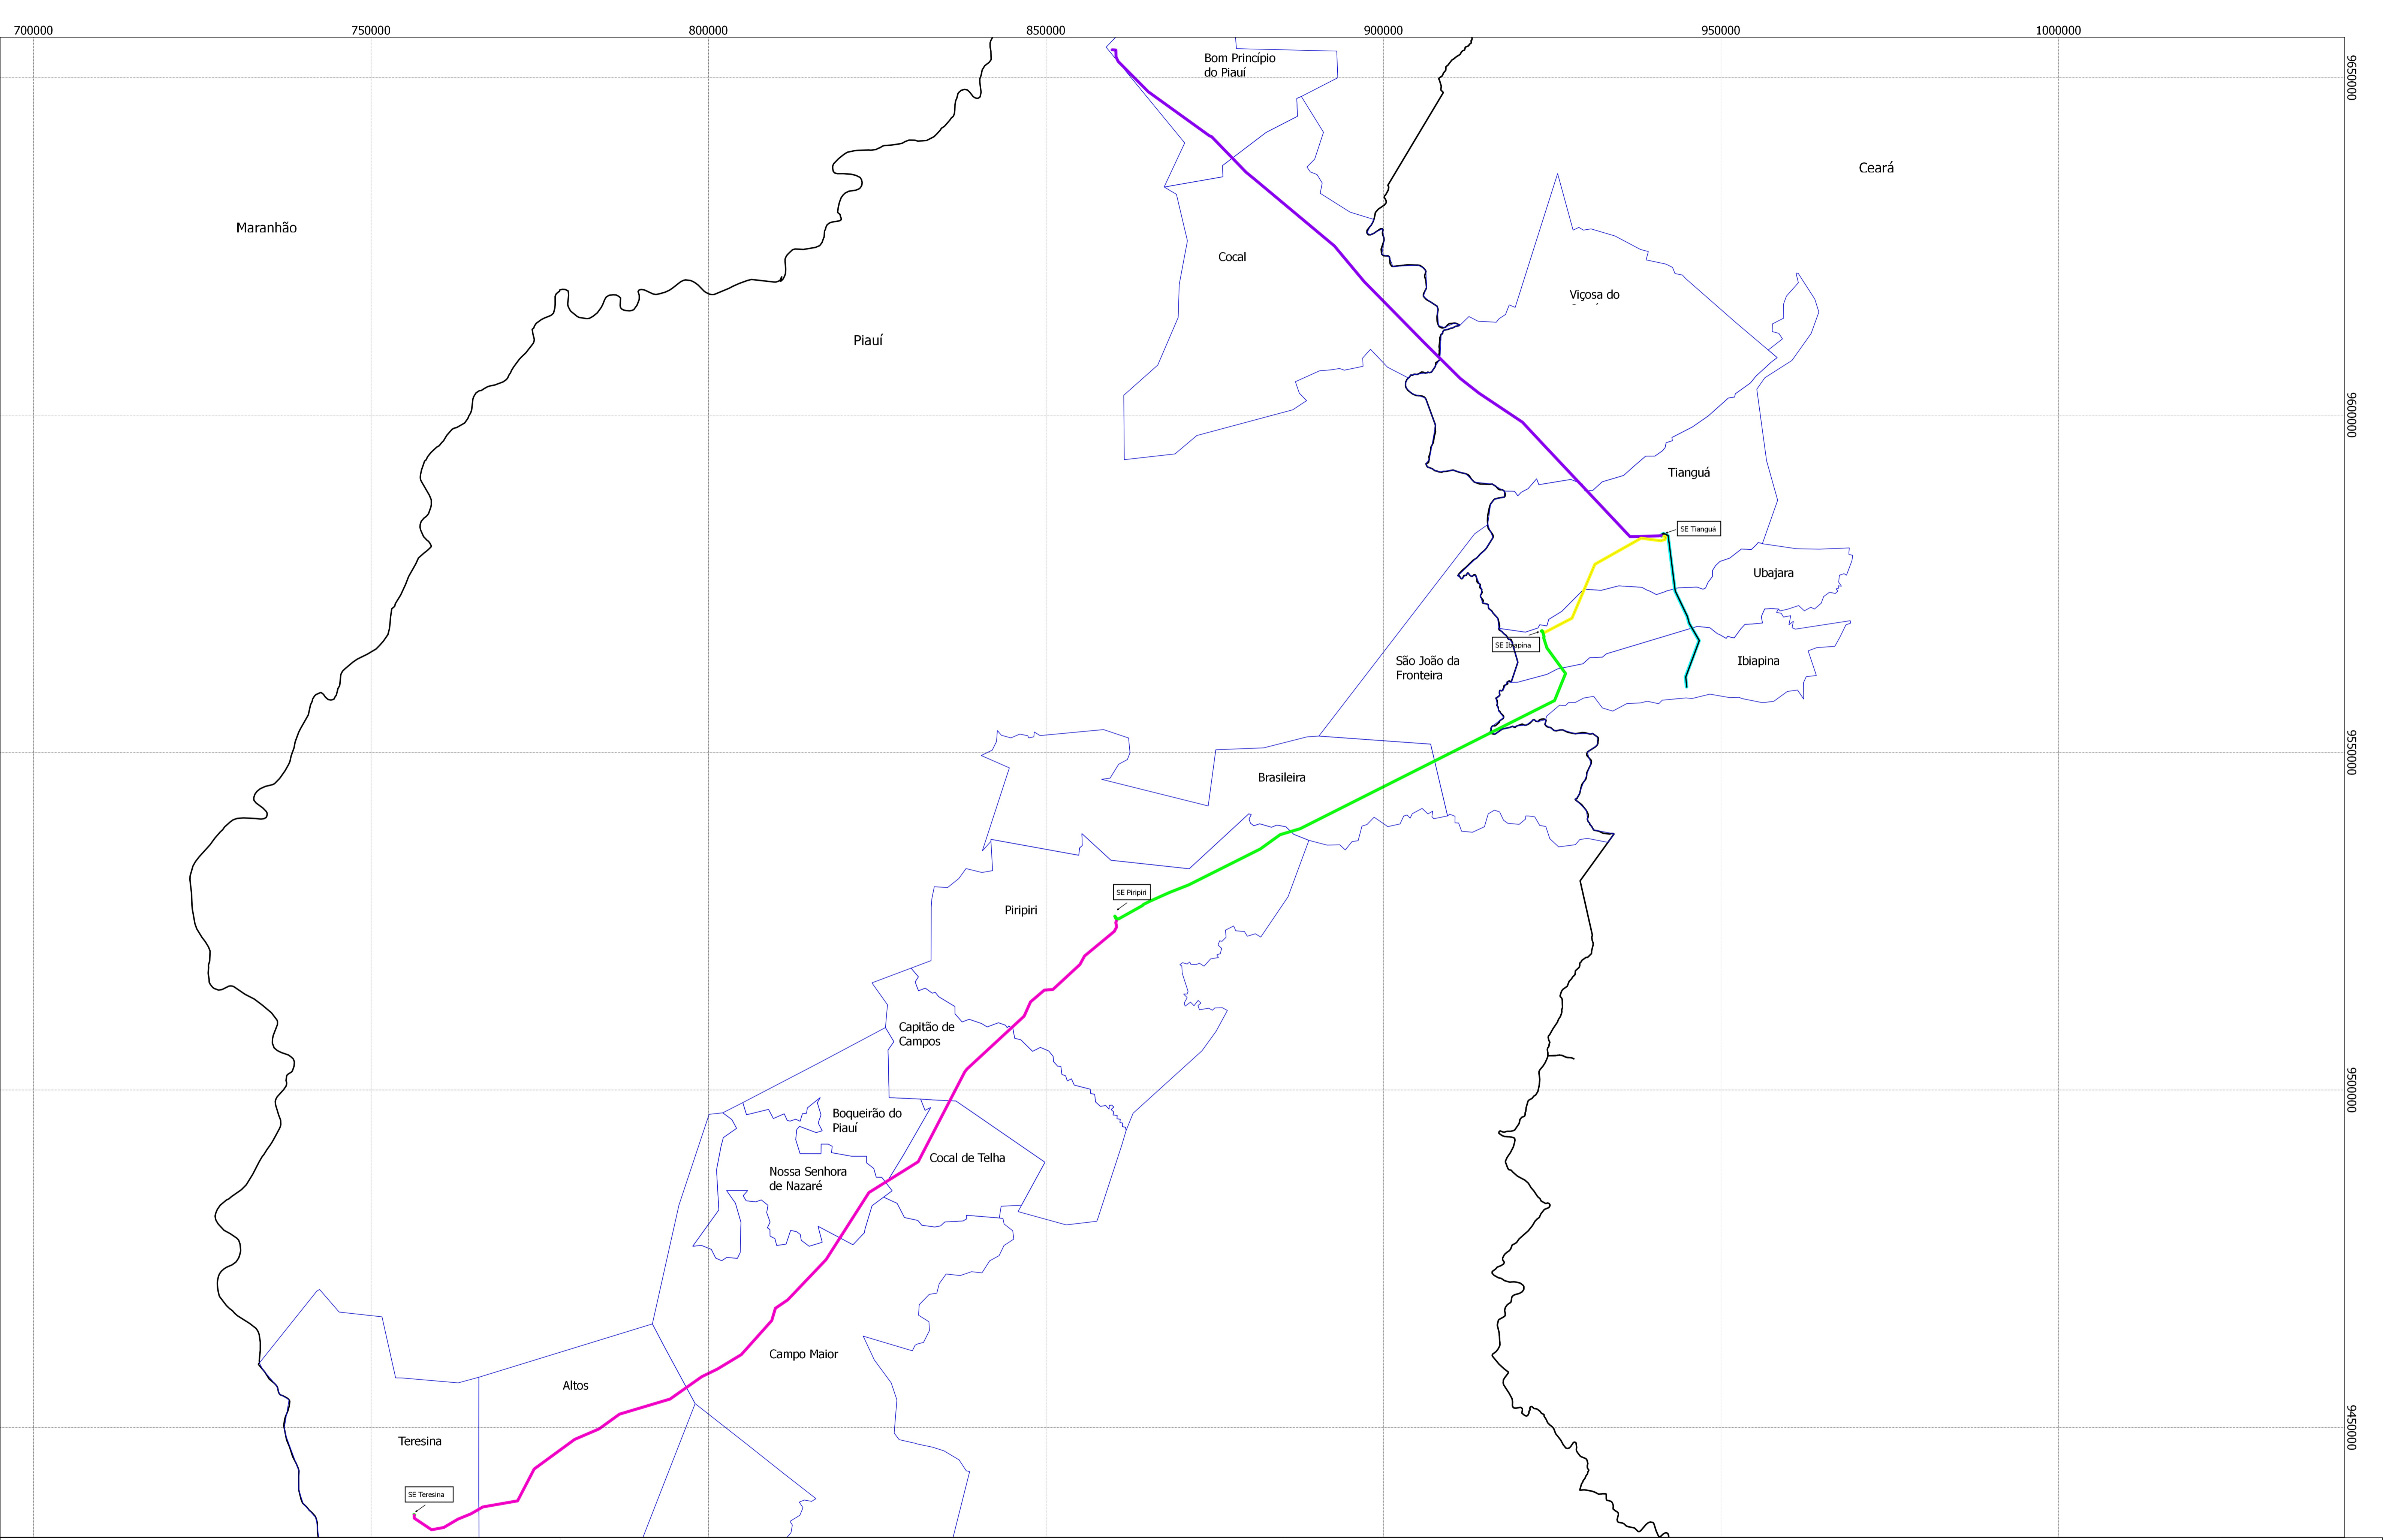 700000
750000
800000
850000
900000
950000
1000000
Bom Princípio
do Piauí
9650000
Ceará
Maranhão
Cocal
Viçosa do
Piauí
9600000
Tianguá
SE Tianguá
Ubajara
SE Ibiapina
São João da
Fronteira
Ibiapina
9550000
Brasileira
SE Piripiri
Piripiri
Capitão de
Campos
9500000
Boqueirão do
Piauí
Cocal de Telha
Nossa Senhora
de Nazaré
Campo Maior
Altos
9450000
Teresina
SE Teresina